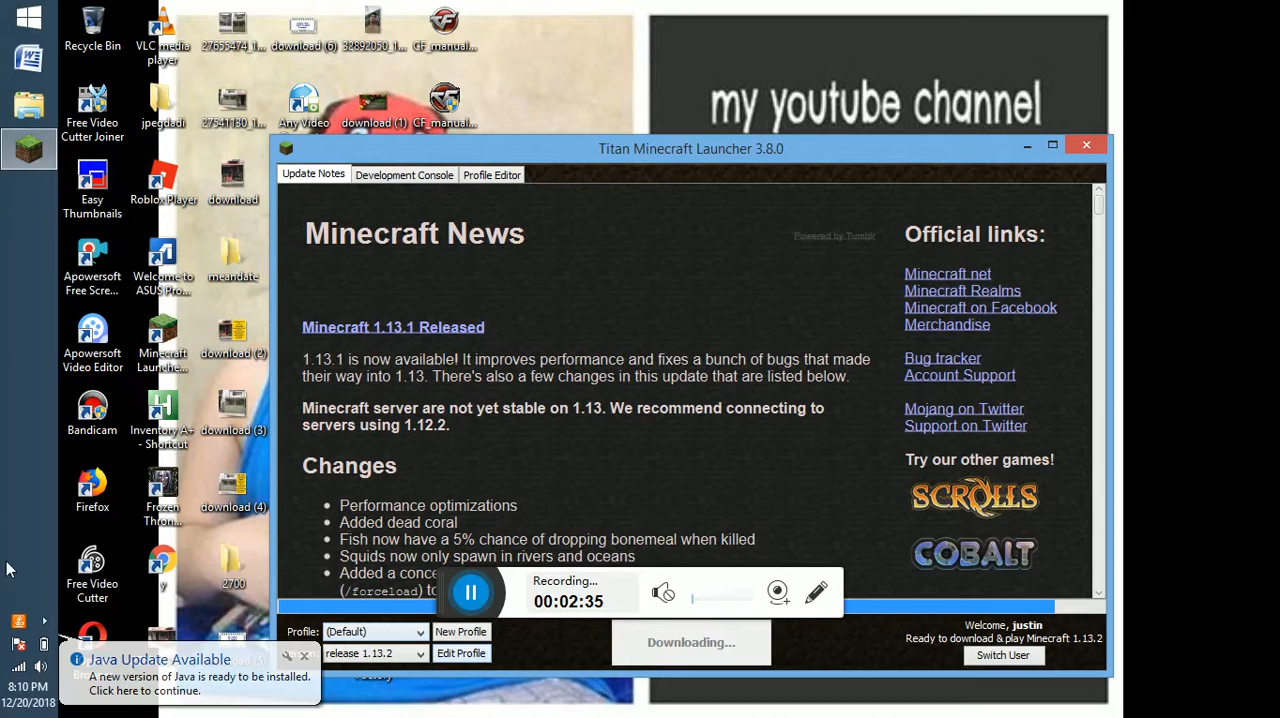 Recycle Bin
VLC media
player
27655474_1...
download (6)
32892050_1...
CF_manual...
my youtube channel
Free Video
Cutter Joiner
jpegdadi
27541130_1...
Any Video
download (1)
CF_manual...
Easy
Thumbnails
Roblox Player
download
Apowersoft
Free Scre...
Welcome to
ASUS Pro...
meandate
Apowersoft
Video Editor
Minecraft
Launche...
download (2)
Bandicam
Inventory A+
- Shortcut
download (3)
Firefox
Frozen
Thron...
download (4)
Free Video
Cutter
y
2700
Titan Minecraft Launcher 3.8.0
Update Notes
Development Console
Profile Editor
Minecraft News
Powered by Tumblr
Official links:
Minecraft net
Minecraft Realms
Minecraft on Facebook
Merchandise
Bug tracker
Account Support
Mojang on Twitter
Support on Twitter
Try our other games!
SCROLLS
COBALT
Minecraft 1.13.1 Released
1.13.1 is now available! It improves performance and fixes a bunch of bugs that made
their way into 1.13. There's also a few changes in this update that are listed below.
Minecraft server are not yet stable on 1.13. We recommend connecting to
servers using 1.12.2.
Changes
Performance optimizations
Added dead coral
Fish now have a 5% chance of dropping bonemeal when killed
Squids now only spawn in rivers and oceans
Added a conce
(/forceload) to
Recording...
00:02:35
Profile:
(Default)
New Profile
release 1.13.2
Edit Profile
Downloading...
Welcome, justin
Ready to download & play Minecraft 1.13.2
Switch User
Java Update Available
A new version of Java is ready to be installed.
Click here to continue.
8:10 PM
12/20/2018